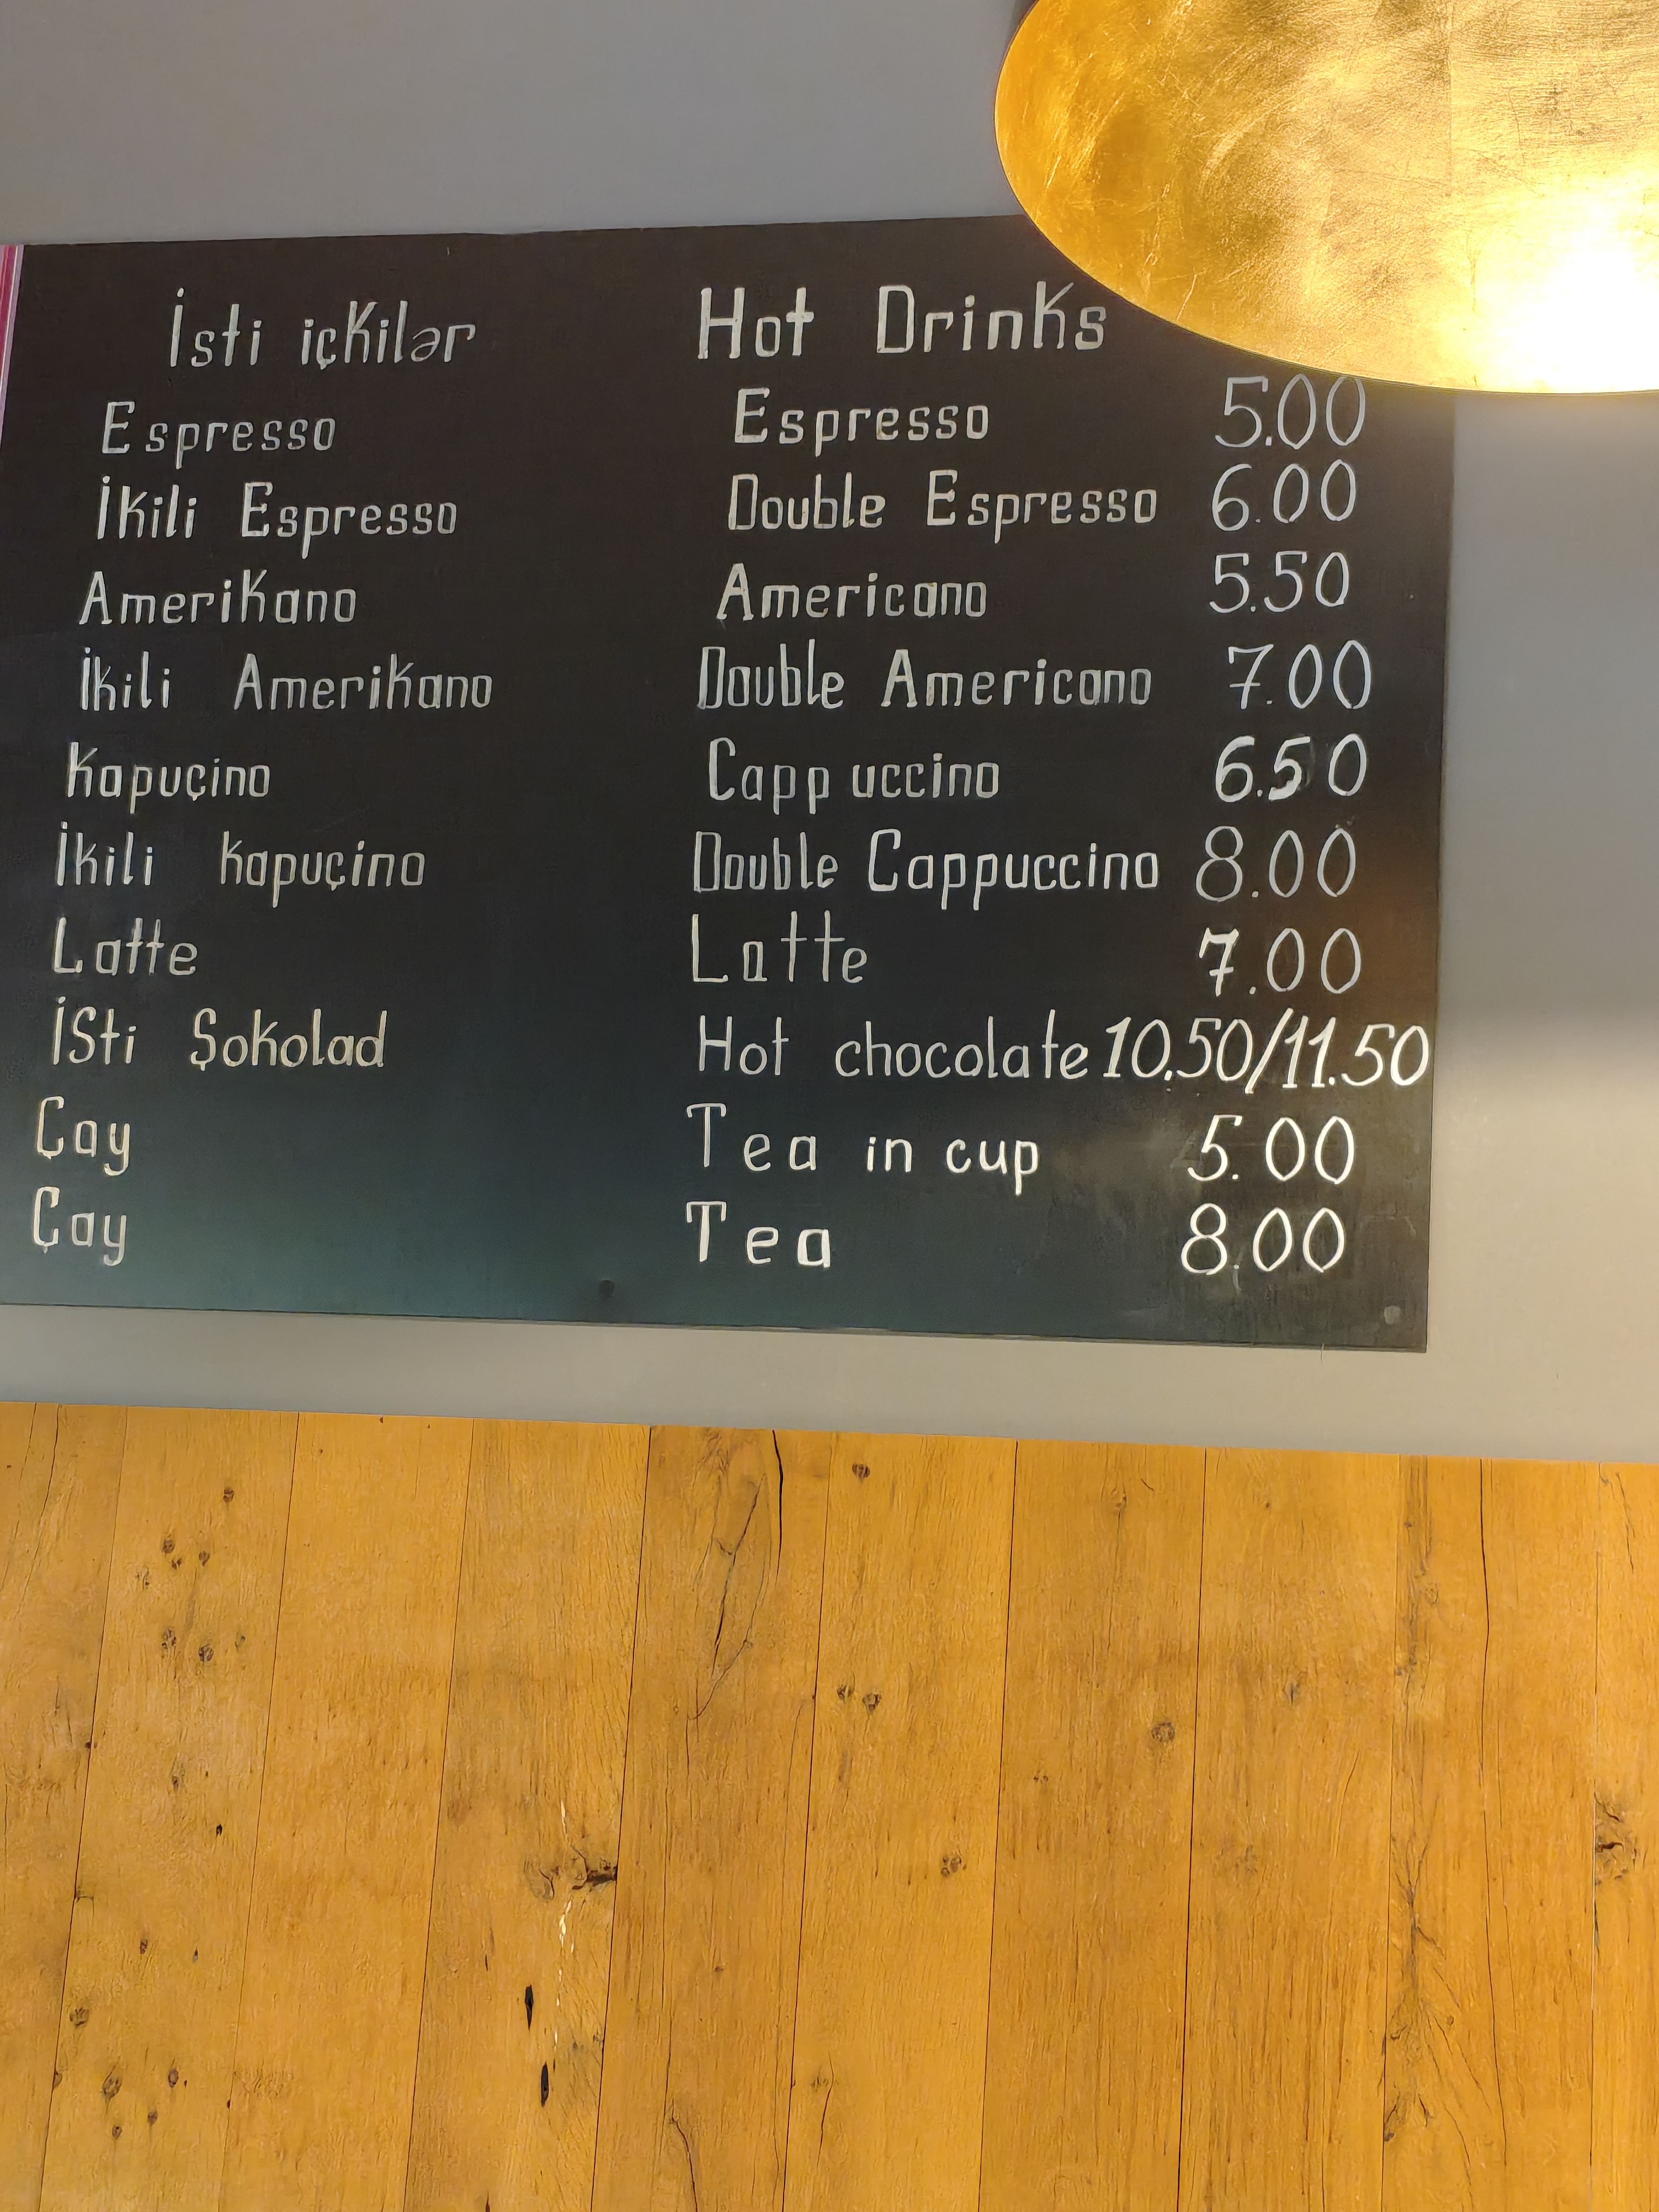 İsti içkilər Hot Drinks
Espresso Espresso 5.00
İkili Espresso Double Espresso 6.00
Amerikano Americano 5.50
İkili Amerikano Double Americano 7.00
Kapuçino Cappuccino 6.50
İkili kapuçino Double Cappuccino 8.00
Latte Latte 7.00
İSti Şokolad Hot chocolate 10.50/11.50
Çay Tea in cup 5.00
Çay Tea 8.00